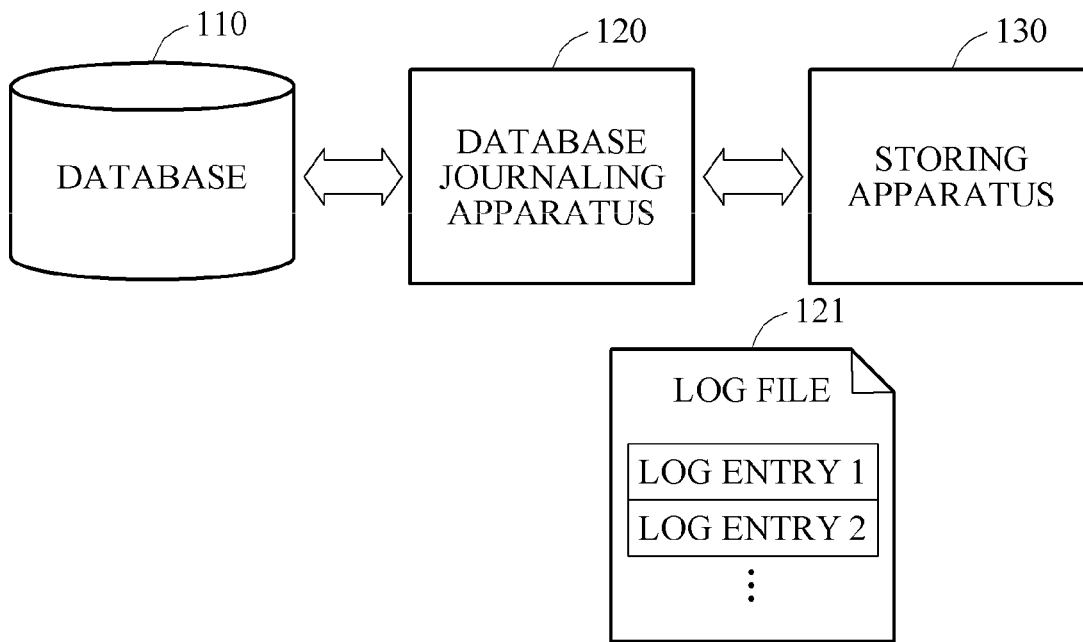 110
120
130
DATABASE
DATABASE
JOURNALING
APPARATUS
STORING
APPARATUS
121
LOG FILE
LOG ENTRY 1
LOG ENTRY 2